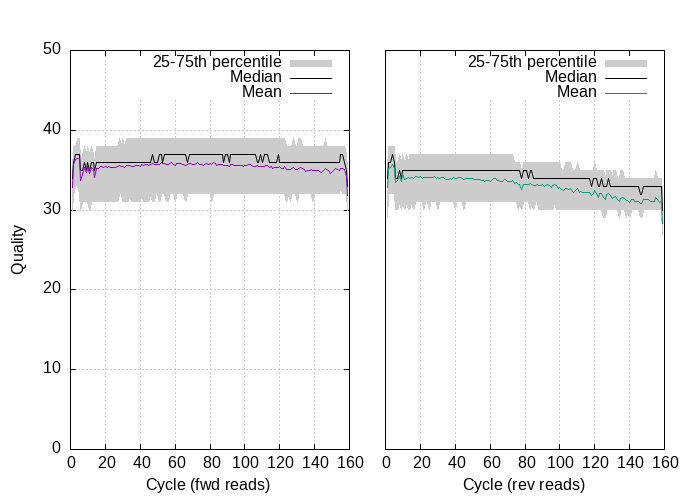 50
40
30
20
10
0
Quality
25-75th percentile
Median
Mean
0 20 40 60 80 100 120 140 160
Cycle (fwd reads)
25-75th percentile
Median
Mean
0 20 40 60 80 100 120 140 160
Cycle (rev reads)